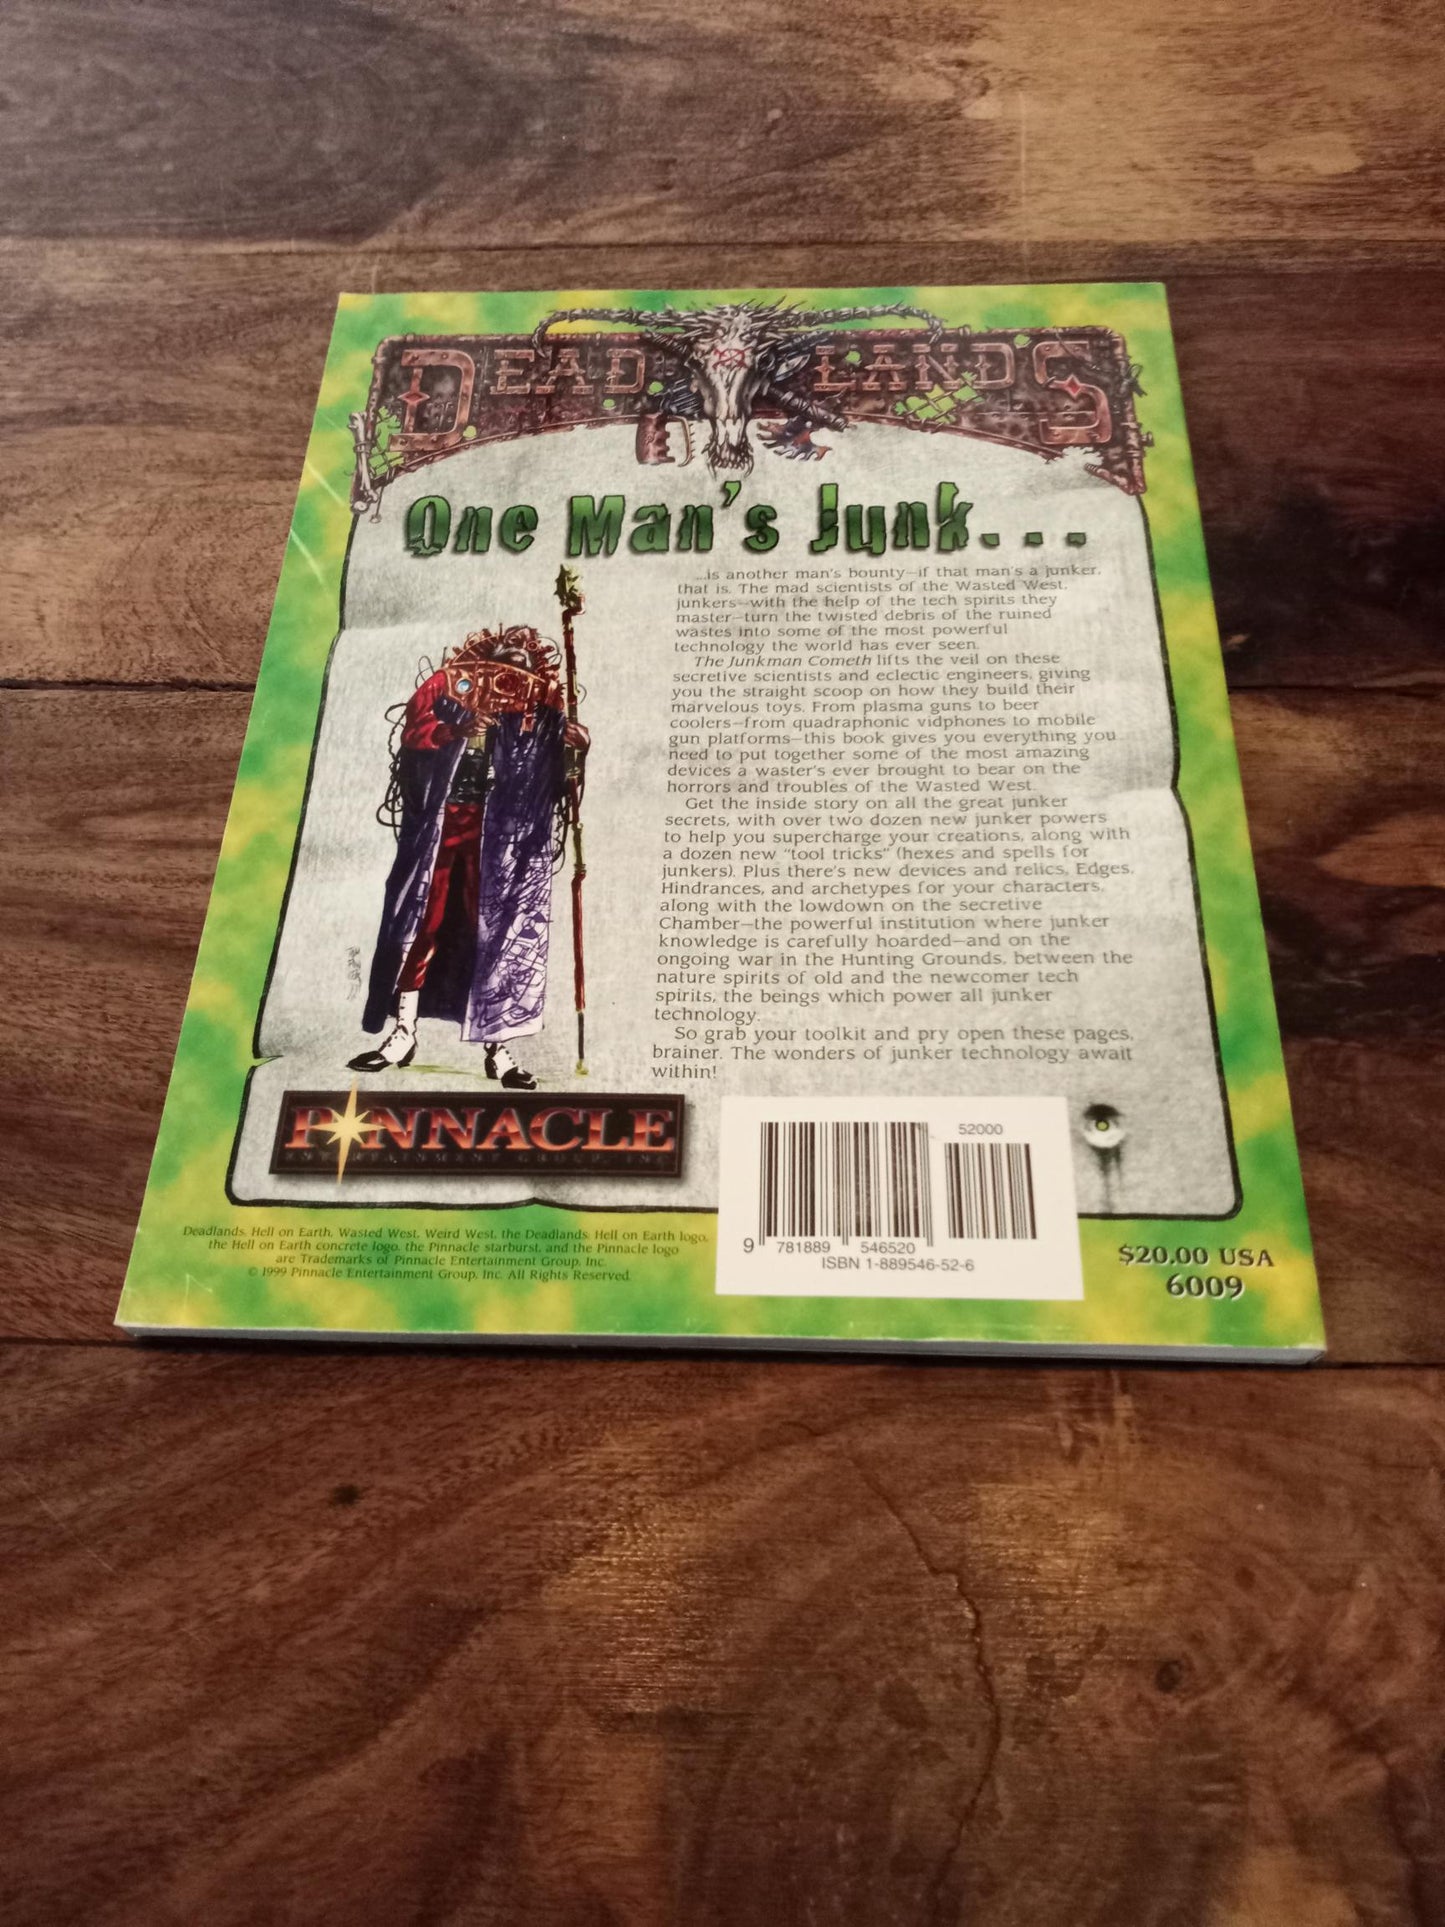 DEADLANDS
One Man's Junk...
...is another man's bounty—if that man's a junker,
that is. The mad scientists of the Wasted West,
junkers—with the help of the tech spirits they
master—turn the twisted debris of the ruined
wastes into some of the most powerful
technology the world has ever seen.
The Junkman Cometh lifts the veil on these
secretive scientists and eclectic engineers, giving
you the straight scoop on how they build their
marvelous toys. From plasma guns to beer
coolers—from quadraphonic vidphones to mobile
gun platforms—this book gives you everything you
need to put together some of the most amazing
devices a waster's ever brought to bear on the
horrors and troubles of the Wasted West.
Get the inside story on all the great junker
secrets, with over two dozen new junker powers
to help you supercharge your creations, along with
a dozen new "tool tricks" (hexes and spells for
junkers). Plus there's new devices and relics, Edges,
Hindrances, and archetypes for your characters,
along with the lowdown on the secretive
Chamber—the powerful institution where junker
knowledge is carefully hoarded—and on the
ongoing war in the Hunting Grounds, between the
nature spirits of old and the newcomer tech
spirits, the beings which power all junker
technology.
So grab your toolkit and pry open these pages,
brainer. The wonders of junker technology await
within!
PINNACLE
ENTERTAINMENT GROUP, INC.
52000
9 781889 546520
ISBN 1-889546-52-6
Deadlands, Hell on Earth, Wasted West, Weird West, the Deadlands: Hell on Earth logo,
the Hell on Earth concrete logo, the Pinnacle starburst, and the Pinnacle logo
are Trademarks of Pinnacle Entertainment Group, Inc.
© 1999 Pinnacle Entertainment Group, Inc. All Rights Reserved.
$20.00 USA
6009